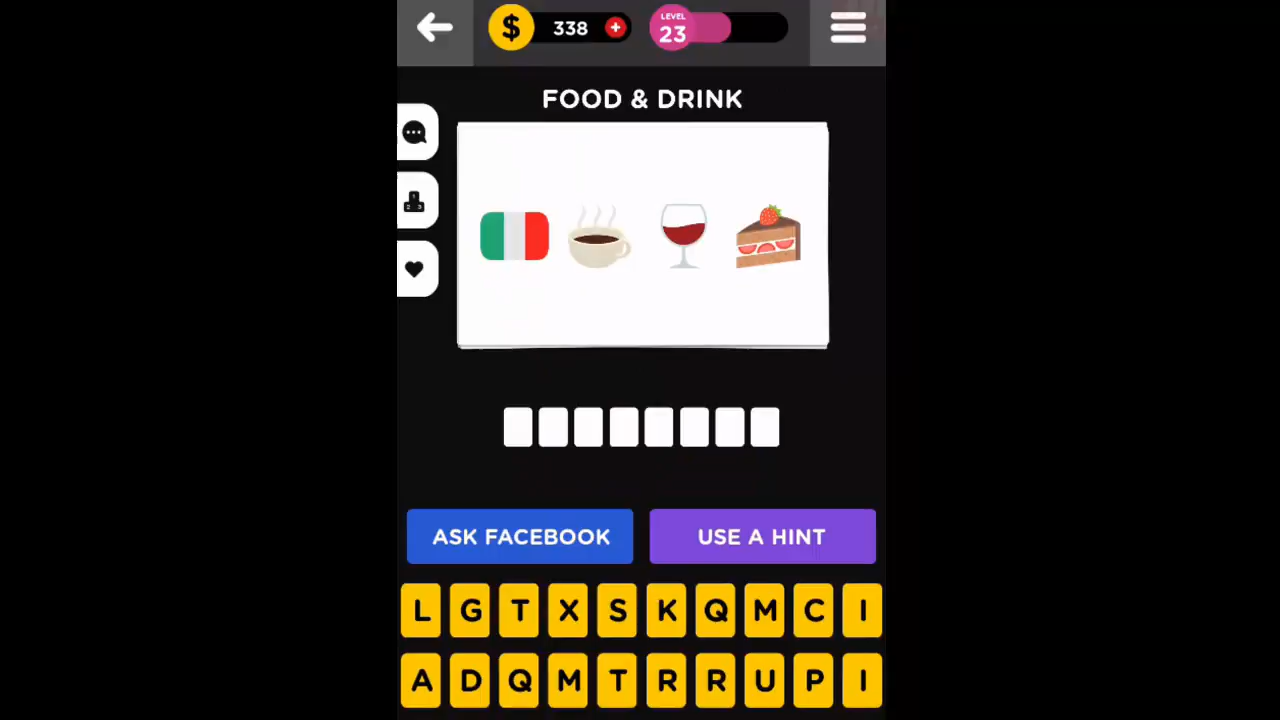 $ 338 + LEVEL 23
FOOD & DRINK
ASK FACEBOOK USE A HINT
L G T X S K Q M C I
A D Q M T R R U P I